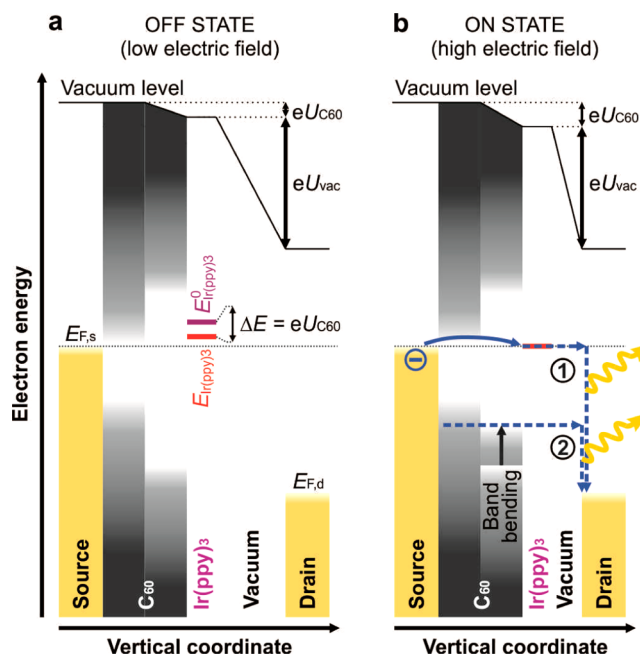 a
OFF STATE
(low electric field)
Vacuum level
eUC60
eUvac
E⁰Ir(ppy)3
ΔE = eUC60
EF,s
EIr(ppy)3
EF,d
Source
C60
Ir(ppy)3
Vacuum
Drain
Electron energy
Vertical coordinate
b
ON STATE
(high electric field)
Vacuum level
eUC60
eUvac
1
2
Band
bending
Source
C60
Ir(ppy)3
Vacuum
Drain
Vertical coordinate